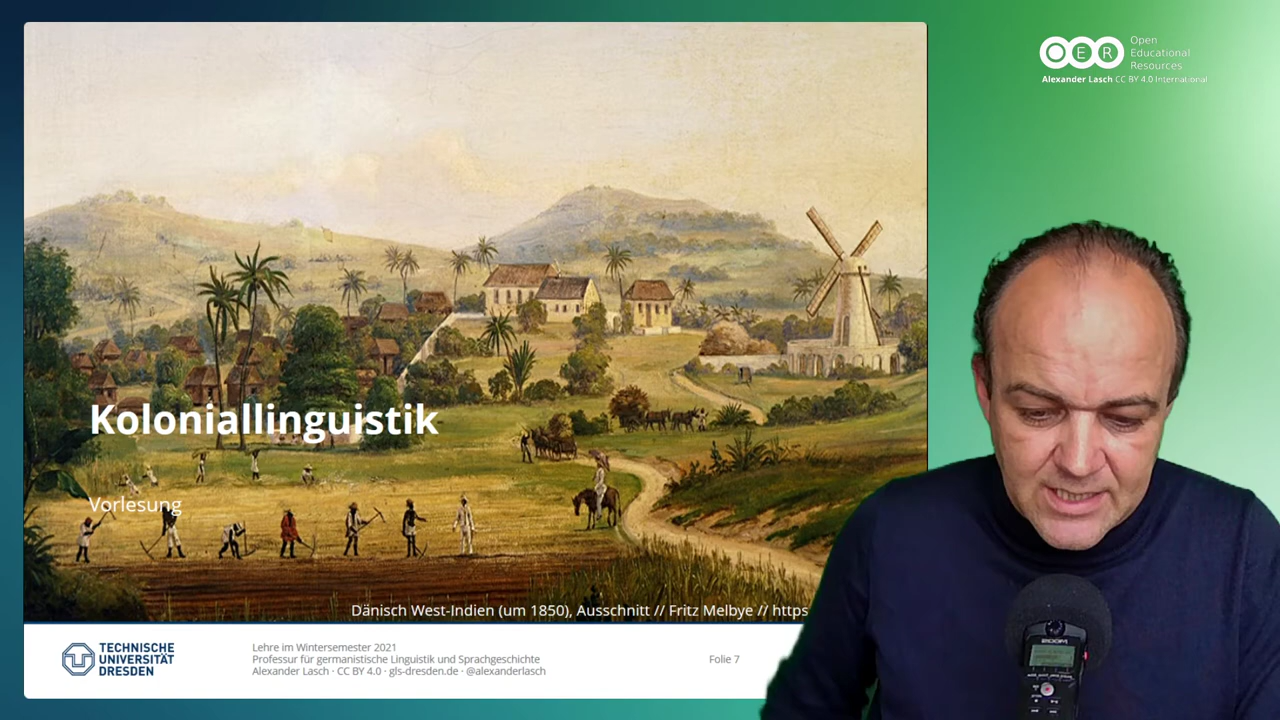 Open
Educational
Resources
OER
Alexander Lasch CC BY 4.0 International
Koloniallinguistik
Vorlesung
Dänisch West-Indien (um 1850), Ausschnitt // Fritz Melbye // https
TECHNISCHE
UNIVERSITÄT
DRESDEN
Lehre im Wintersemester 2021
Professur für germanistische Linguistik und Sprachgeschichte
Alexander Lasch · CC BY 4.0 · gls-dresden.de · @alexanderlasch
Folie 7
ZOOM